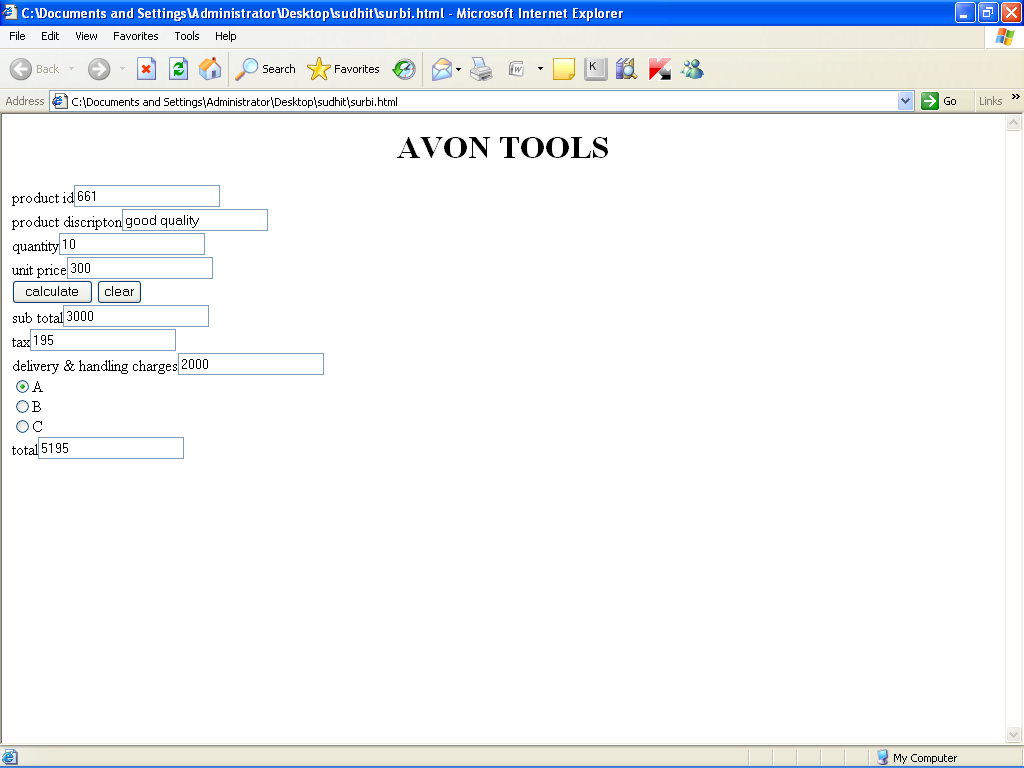 C:\Documents and Settings\Administrator\Desktop\sudhit\surbi.html - Microsoft Internet Explorer
File Edit View Favorites Tools Help
Back Search Favorites W K
Address C:\Documents and Settings\Administrator\Desktop\sudhit\surbi.html Go Links »
AVON TOOLS
product id 661
product discripton good quality
quantity 10
unit price 300
calculate clear
sub total 3000
tax 195
delivery & handling charges 2000
A
B
C
total 5195
My Computer